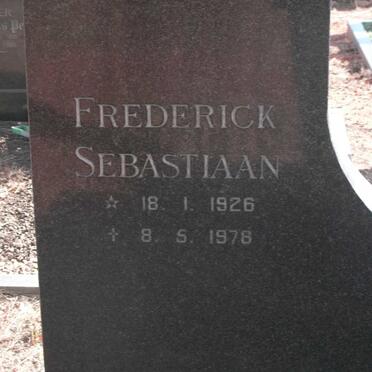 FREDERICK
SEBASTIAAN
☆ 18. 1. 1926
✝ 8. 5. 1978